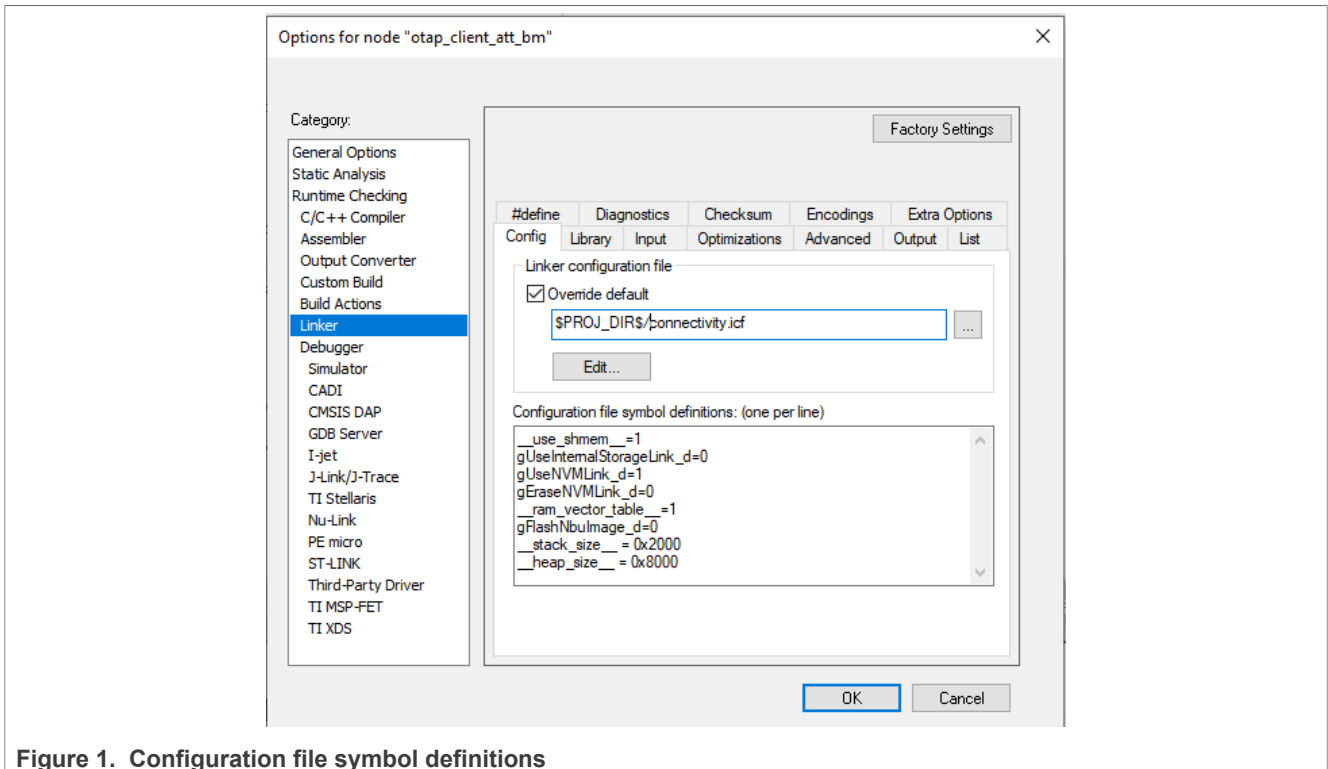 Options for node "otap_client_att_bm"
Category:
General Options
Static Analysis
Runtime Checking
C/C++ Compiler
Assembler
Output Converter
Custom Build
Build Actions
Linker
Debugger
Simulator
CADI
CMSIS DAP
GDB Server
I-jet
J-Link/J-Trace
TI Stellaris
Nu-Link
PE micro
ST-LINK
Third-Party Driver
TI MSP-FET
TI XDS
Factory Settings
#define Diagnostics Checksum Encodings Extra Options
Config Library Input Optimizations Advanced Output List
Linker configuration file
Override default
$PROJ_DIR$/connectivity.icf
...
Edit...
Configuration file symbol definitions: (one per line)
__use_shmem__=1
gUseInternalStorageLink_d=0
gUseNVMLink_d=1
gEraseNVMLink_d=0
__ram_vector_table__=1
gFlashNbuImage_d=0
__stack_size__ = 0x2000
__heap_size__ = 0x8000
OK Cancel
Figure 1. Configuration file symbol definitions